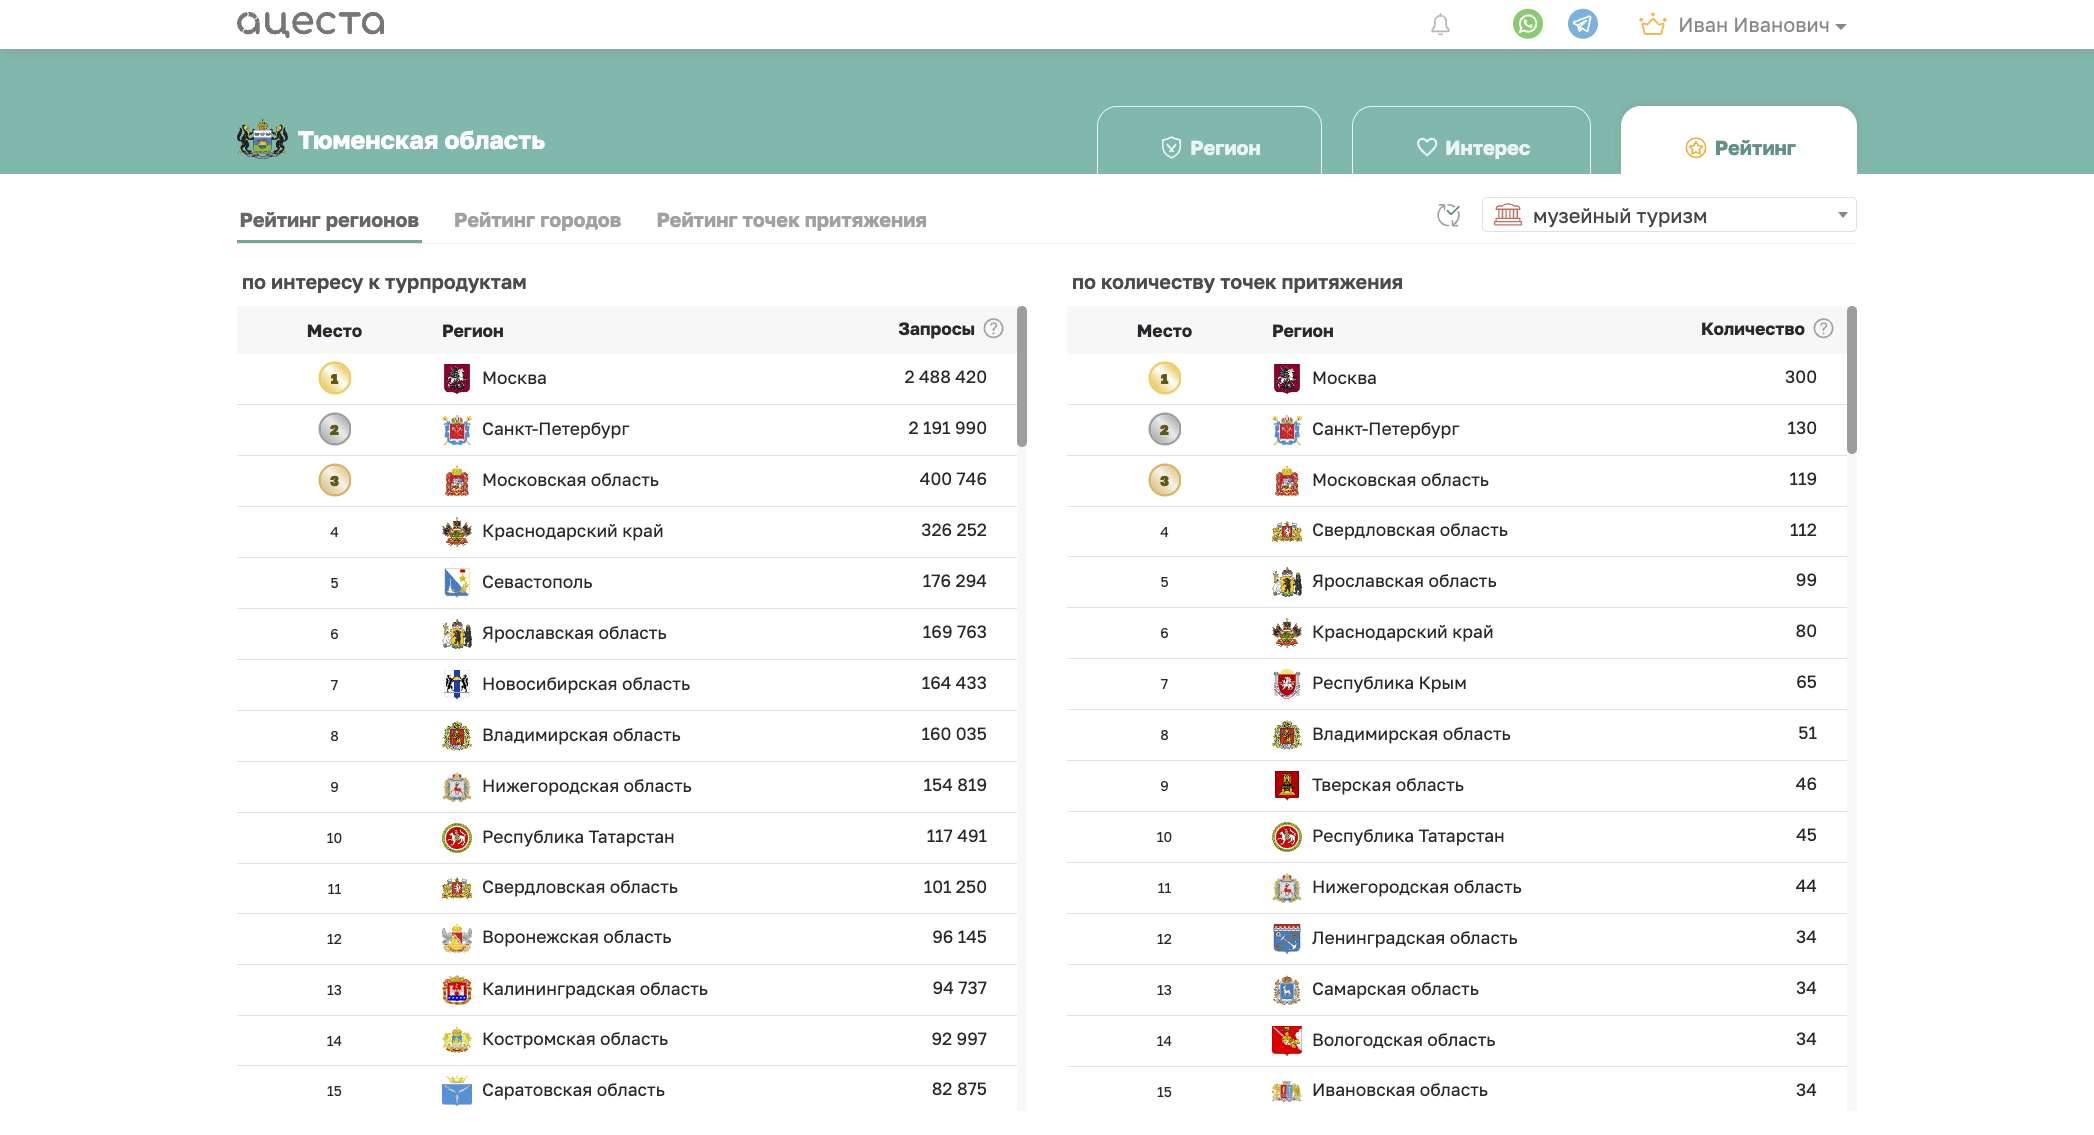 ацеста
Иван Иванович
Тюменская область
Регион
Интерес
Рейтинг
Рейтинг регионов
Рейтинг городов
Рейтинг точек притяжения
музейный туризм
по интересу к турпродуктам
Место Регион Запросы ?
1 Москва 2 488 420
2 Санкт-Петербург 2 191 990
3 Московская область 400 746
4 Краснодарский край 326 252
5 Севастополь 176 294
6 Ярославская область 169 763
7 Новосибирская область 164 433
8 Владимирская область 160 035
9 Нижегородская область 154 819
10 Республика Татарстан 117 491
11 Свердловская область 101 250
12 Воронежская область 96 145
13 Калининградская область 94 737
14 Костромская область 92 997
15 Саратовская область 82 875
по количеству точек притяжения
Место Регион Количество ?
1 Москва 300
2 Санкт-Петербург 130
3 Московская область 119
4 Свердловская область 112
5 Ярославская область 99
6 Краснодарский край 80
7 Республика Крым 65
8 Владимирская область 51
9 Тверская область 46
10 Республика Татарстан 45
11 Нижегородская область 44
12 Ленинградская область 34
13 Самарская область 34
14 Вологодская область 34
15 Ивановская область 34